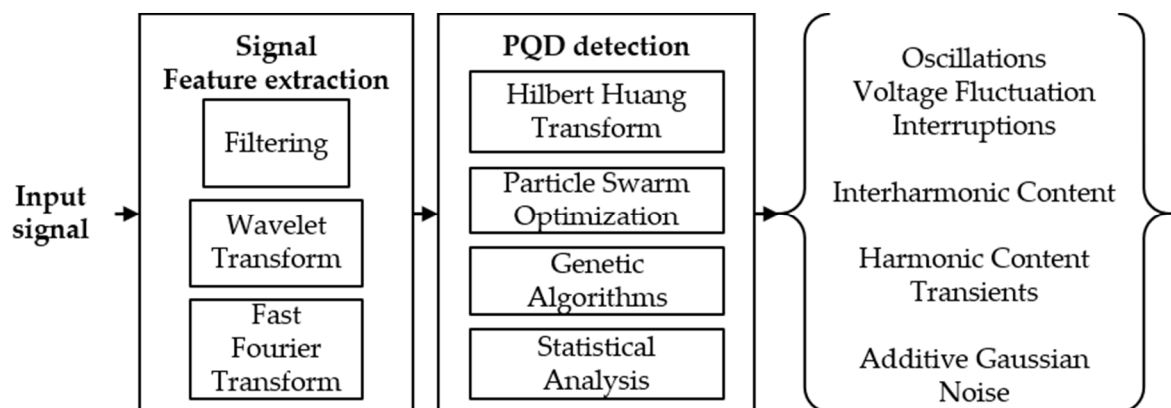 Input
signal
Signal
Feature extraction
Filtering
Wavelet
Transform
Fast
Fourier
Transform
PQD detection
Hilbert Huang
Transform
Particle Swarm
Optimization
Genetic
Algorithms
Statistical
Analysis
Oscillations
Voltage Fluctuation
Interruptions
Interharmonic Content
Harmonic Content
Transients
Additive Gaussian
Noise